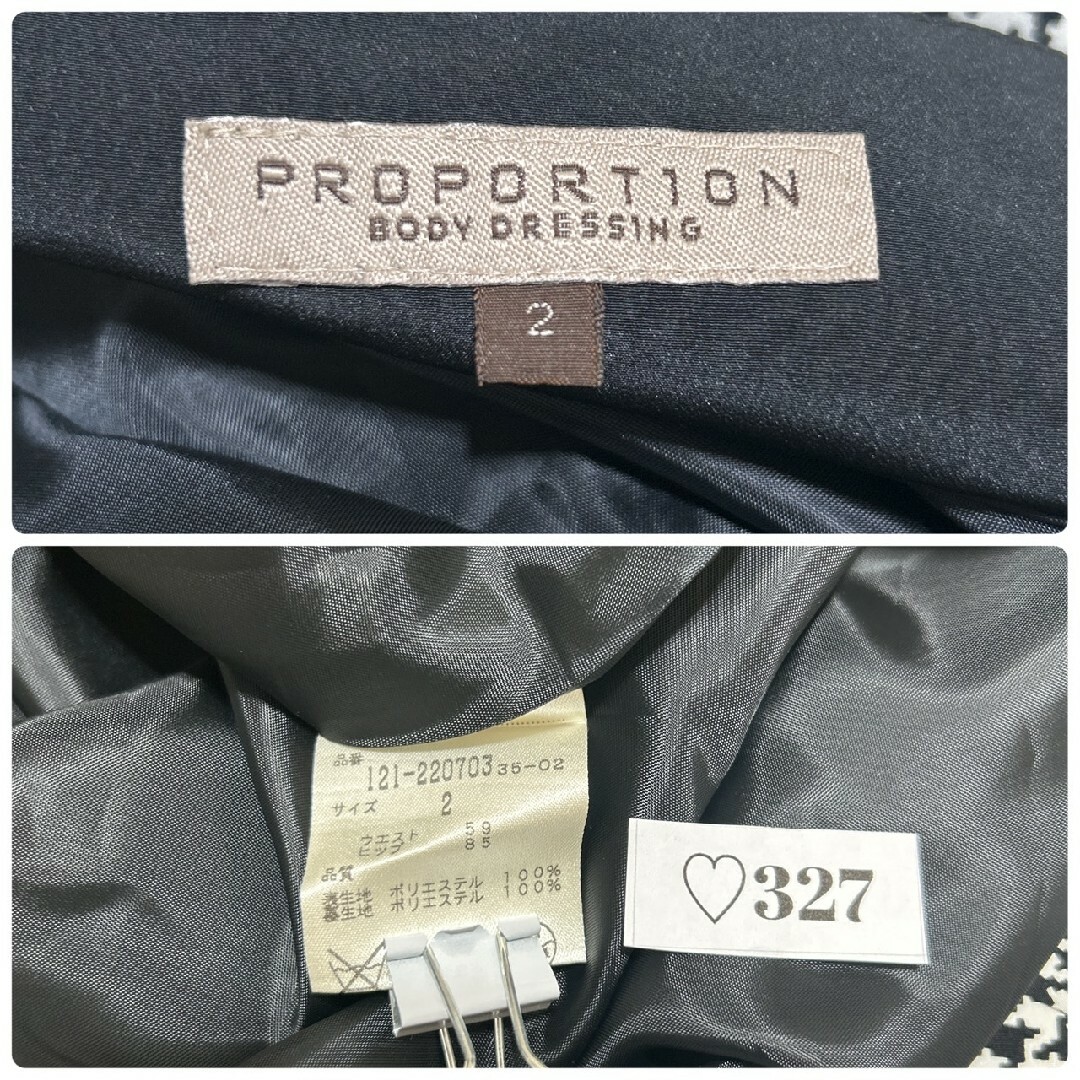 PROPORTION
BODY DRESSING
2
品番
121-220703 35-02
サイズ 2
ウエスト 59
ヒップ 85
品質
表生地 ポリエステル 100%
裏生地 ポリエステル 100%
♡327